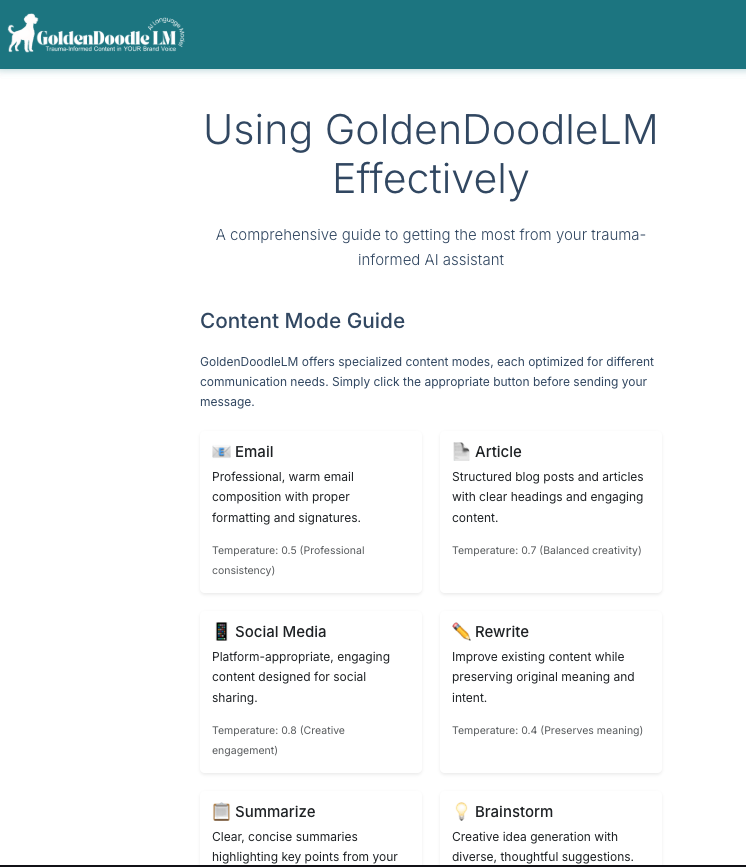 GoldenDoodle LM
AI Language Model
Trauma-Informed Content in YOUR Brand Voice
Using GoldenDoodleLM
Effectively
A comprehensive guide to getting the most from your trauma-
informed AI assistant
Content Mode Guide
GoldenDoodleLM offers specialized content modes, each optimized for different
communication needs. Simply click the appropriate button before sending your
message.
Email
Professional, warm email
composition with proper
formatting and signatures.
Temperature: 0.5 (Professional
consistency)
Article
Structured blog posts and articles
with clear headings and engaging
content.
Temperature: 0.7 (Balanced creativity)
Social Media
Platform-appropriate, engaging
content designed for social
sharing.
Temperature: 0.8 (Creative
engagement)
Rewrite
Improve existing content while
preserving original meaning and
intent.
Temperature: 0.4 (Preserves meaning)
Summarize
Clear, concise summaries
highlighting key points from your
Brainstorm
Creative idea generation with
diverse, thoughtful suggestions.